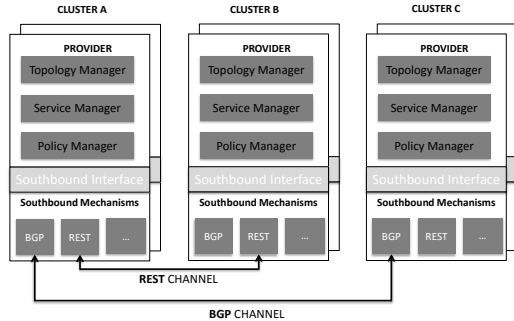 CLUSTER A
CLUSTER B
CLUSTER C
PROVIDER
Topology Manager
Service Manager
Policy Manager
Southbound Interface
Southbound Mechanisms
BGP
REST
...
PROVIDER
Topology Manager
Service Manager
Policy Manager
Southbound Interface
Southbound Mechanisms
BGP
REST
...
PROVIDER
Topology Manager
Service Manager
Policy Manager
Southbound Interface
Southbound Mechanisms
BGP
REST
...
REST CHANNEL
BGP CHANNEL